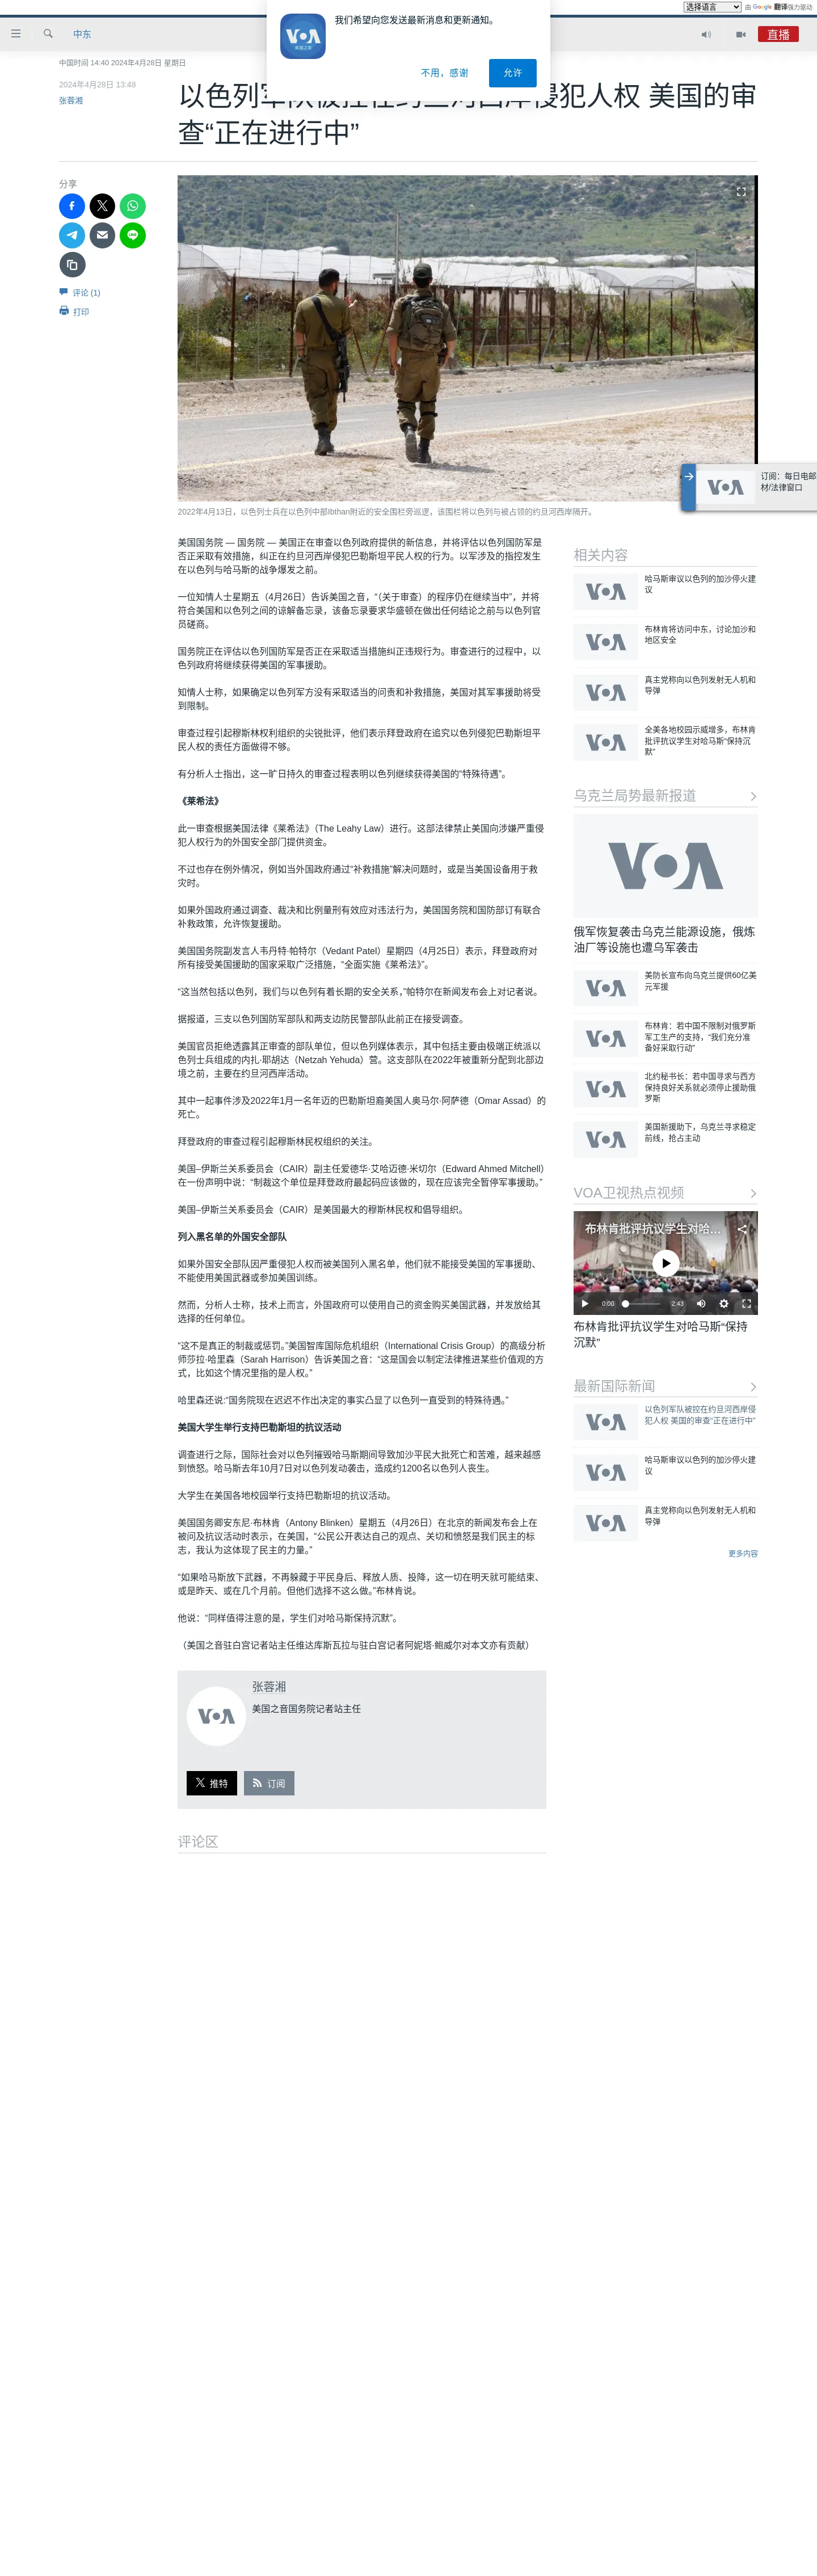 选择语言
由 Google 翻译强力驱动
中东
直播
VOA
美国之音
我们希望向您发送最新消息和更新通知。
不用，感谢
允许
中国时间 14:40 2024年4月28日 星期日
2024年4月28日 13:48
张蓉湘
以色列军队被控在约旦河西岸侵犯人权 美国的审
查“正在进行中”
分享
LINE
评论 (1)
打印
2022年4月13日，以色列士兵在以色列中部Ibthan附近的安全围栏旁巡逻，该围栏将以色列与被占领的约旦河西岸隔开。
VOA
订阅：每日电邮
材/法律窗口
美国国务院 — 国务院 — 美国正在审查以色列政府提供的新信息，并将评估以色列国防军是
否正采取有效措施，纠正在约旦河西岸侵犯巴勒斯坦平民人权的行为。以军涉及的指控发生
在以色列与哈马斯的战争爆发之前。
一位知情人士星期五（4月26日）告诉美国之音，“（关于审查）的程序仍在继续当中”，并将
符合美国和以色列之间的谅解备忘录，该备忘录要求华盛顿在做出任何结论之前与以色列官
员磋商。
国务院正在评估以色列国防军是否正在采取适当措施纠正违规行为。审查进行的过程中，以
色列政府将继续获得美国的军事援助。
知情人士称，如果确定以色列军方没有采取适当的问责和补救措施，美国对其军事援助将受
到限制。
审查过程引起穆斯林权利组织的尖锐批评，他们表示拜登政府在追究以色列侵犯巴勒斯坦平
民人权的责任方面做得不够。
有分析人士指出，这一旷日持久的审查过程表明以色列继续获得美国的“特殊待遇”。
《莱希法》
此一审查根据美国法律《莱希法》（The Leahy Law）进行。这部法律禁止美国向涉嫌严重侵
犯人权行为的外国安全部门提供资金。
不过也存在例外情况，例如当外国政府通过“补救措施”解决问题时，或是当美国设备用于救
灾时。
如果外国政府通过调查、裁决和比例量刑有效应对违法行为，美国国务院和国防部订有联合
补救政策，允许恢复援助。
美国国务院副发言人韦丹特·帕特尔（Vedant Patel）星期四（4月25日）表示，拜登政府对
所有接受美国援助的国家采取广泛措施，“全面实施《莱希法》”。
“这当然包括以色列，我们与以色列有着长期的安全关系，”帕特尔在新闻发布会上对记者说。
据报道，三支以色列国防军部队和两支边防民警部队此前正在接受调查。
美国官员拒绝透露其正审查的部队单位，但以色列媒体表示，其中包括主要由极端正统派以
色列士兵组成的内扎·耶胡达（Netzah Yehuda）营。这支部队在2022年被重新分配到北部边
境之前，主要在约旦河西岸活动。
其中一起事件涉及2022年1月一名年迈的巴勒斯坦裔美国人奥马尔·阿萨德（Omar Assad）的
死亡。
拜登政府的审查过程引起穆斯林民权组织的关注。
美国–伊斯兰关系委员会（CAIR）副主任爱德华·艾哈迈德·米切尔（Edward Ahmed Mitchell）
在一份声明中说：“制裁这个单位是拜登政府最起码应该做的，现在应该完全暂停军事援助。”
美国–伊斯兰关系委员会（CAIR）是美国最大的穆斯林民权和倡导组织。
列入黑名单的外国安全部队
如果外国安全部队因严重侵犯人权而被美国列入黑名单，他们就不能接受美国的军事援助、
不能使用美国武器或参加美国训练。
然而，分析人士称，技术上而言，外国政府可以使用自己的资金购买美国武器，并发放给其
选择的任何单位。
“这不是真正的制裁或惩罚。”美国智库国际危机组织（International Crisis Group）的高级分析
师莎拉·哈里森（Sarah Harrison）告诉美国之音：“这是国会以制定法律推进某些价值观的方
式，比如这个情况里指的是人权。”
哈里森还说:“国务院现在迟迟不作出决定的事实凸显了以色列一直受到的特殊待遇。”
美国大学生举行支持巴勒斯坦的抗议活动
调查进行之际，国际社会对以色列摧毁哈马斯期间导致加沙平民大批死亡和苦难，越来越感
到愤怒。哈马斯去年10月7日对以色列发动袭击，造成约1200名以色列人丧生。
大学生在美国各地校园举行支持巴勒斯坦的抗议活动。
美国国务卿安东尼·布林肯（Antony Blinken）星期五（4月26日）在北京的新闻发布会上在
被问及抗议活动时表示，在美国，“公民公开表达自己的观点、关切和愤怒是我们民主的标
志，我认为这体现了民主的力量。”
“如果哈马斯放下武器，不再躲藏于平民身后、释放人质、投降，这一切在明天就可能结束、
或是昨天、或在几个月前。但他们选择不这么做。”布林肯说。
他说：“同样值得注意的是，学生们对哈马斯保持沉默”。
（美国之音驻白宫记者站主任维达库斯瓦拉与驻白宫记者阿妮塔·鲍威尔对本文亦有贡献）
VOA
张蓉湘
美国之音国务院记者站主任
推特
订阅
评论区
相关内容
VOA
哈马斯审议以色列的加沙停火建
议
VOA
布林肯将访问中东，讨论加沙和
地区安全
VOA
真主党称向以色列发射无人机和
导弹
VOA
全美各地校园示威增多，布林肯
批评抗议学生对哈马斯“保持沉
默”
乌克兰局势最新报道
VOA
俄军恢复袭击乌克兰能源设施，俄炼
油厂等设施也遭乌军袭击
VOA
美防长宣布向乌克兰提供60亿美
元军援
VOA
布林肯：若中国不限制对俄罗斯
军工生产的支持，“我们充分准
备好采取行动”
VOA
北约秘书长：若中国寻求与西方
保持良好关系就必须停止援助俄
罗斯
VOA
美国新援助下，乌克兰寻求稳定
前线，抢占主动
VOA卫视热点视频
布林肯批评抗议学生对哈...
0:00
2:43
布林肯批评抗议学生对哈马斯“保持
沉默”
最新国际新闻
VOA
以色列军队被控在约旦河西岸侵
犯人权 美国的审查“正在进行中”
VOA
哈马斯审议以色列的加沙停火建
议
VOA
真主党称向以色列发射无人机和
导弹
更多内容